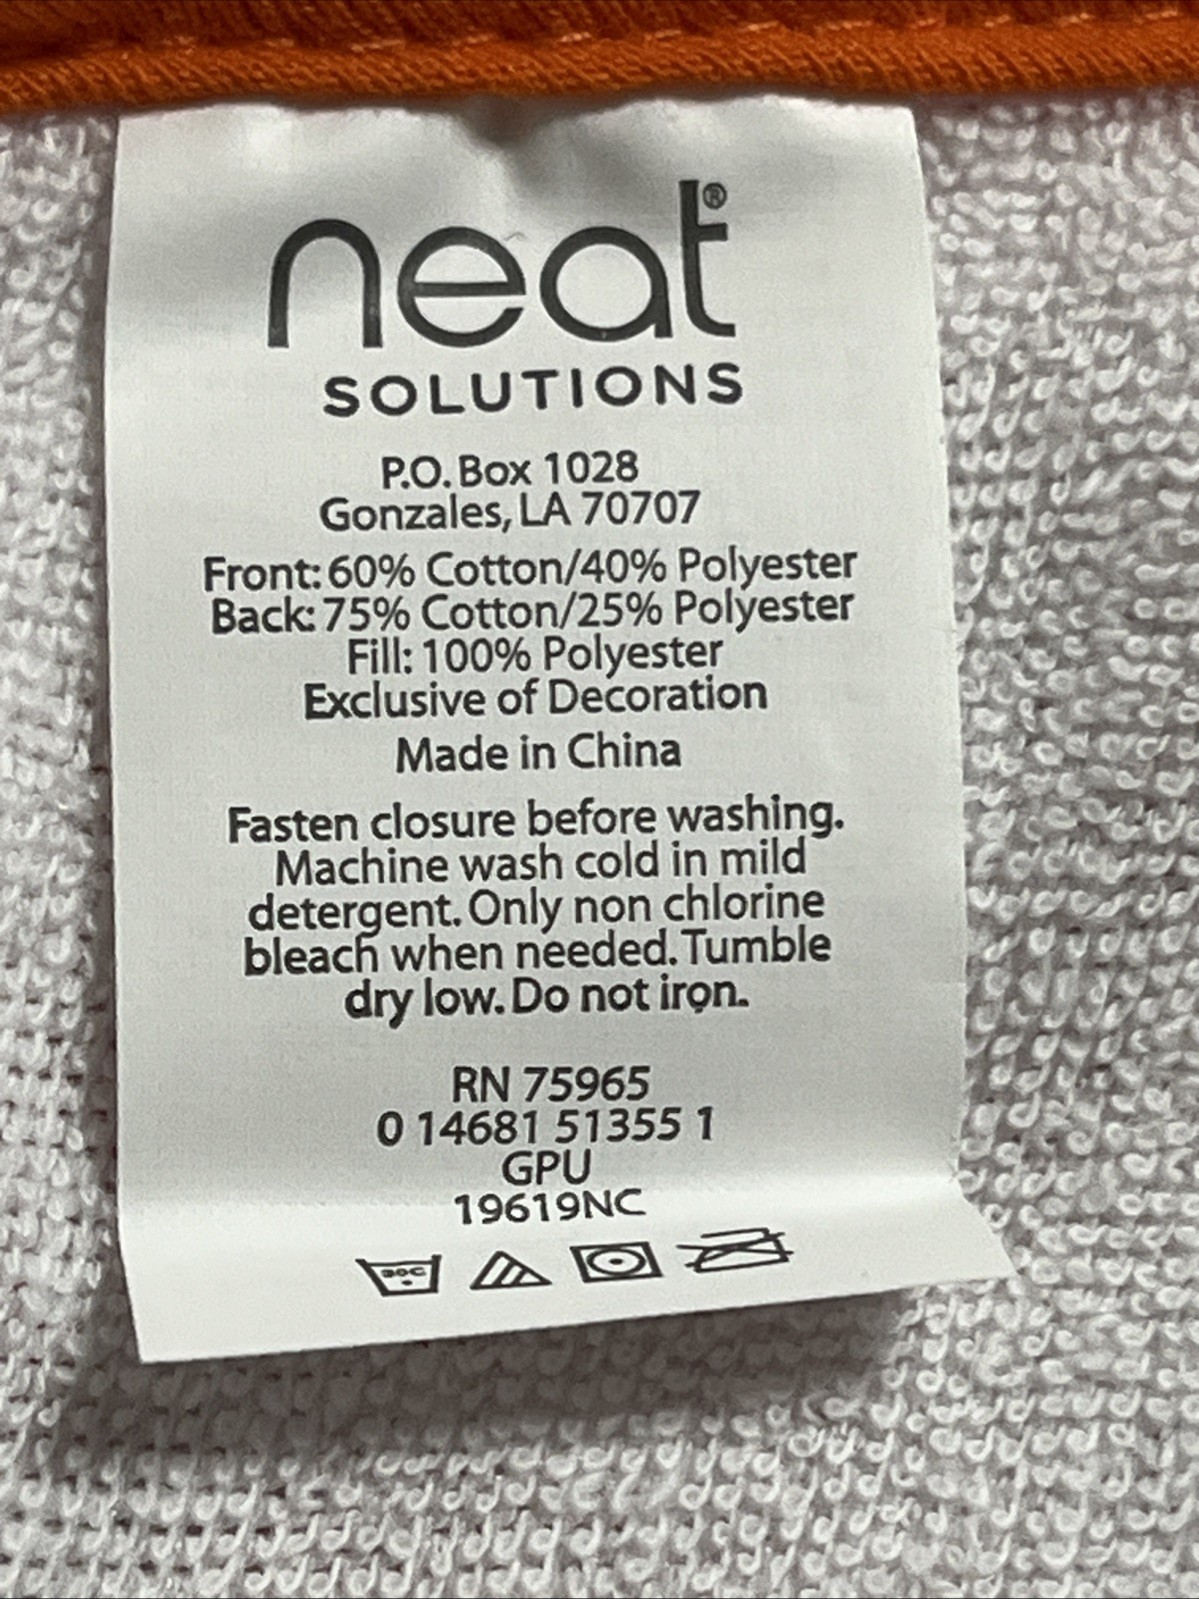 neat®
SOLUTIONS
P.O. Box 1028
Gonzales, LA 70707
Front: 60% Cotton/40% Polyester
Back: 75% Cotton/25% Polyester
Fill: 100% Polyester
Exclusive of Decoration
Made in China
Fasten closure before washing.
Machine wash cold in mild
detergent. Only non chlorine
bleach when needed. Tumble
dry low. Do not iron.
RN 75965
0 14681 51355 1
GPU
19619NC
30C